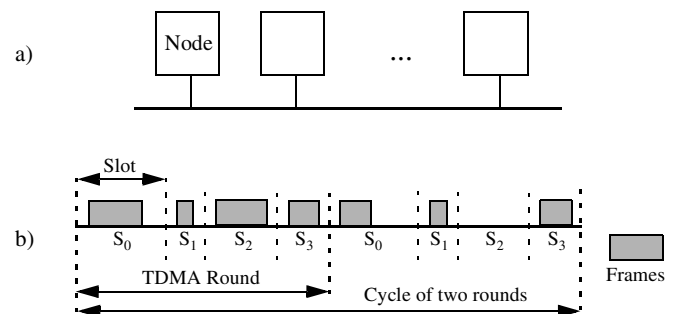 a)
Node
...
Slot
b)
S0 S1 S2 S3 S0 S1 S2 S3
TDMA Round
Cycle of two rounds
Frames